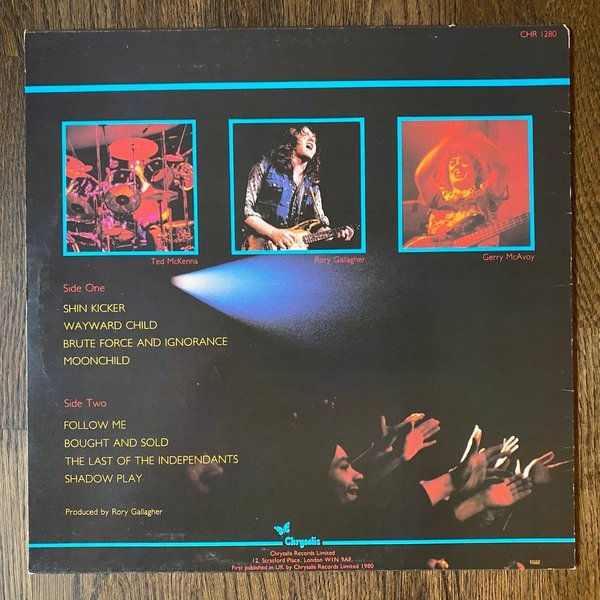 CHR 1280
Ted McKenna
Rory Gallagher
Gerry McAvoy
Side One
SHIN KICKER
WAYWARD CHILD
BRUTE FORCE AND IGNORANCE
MOONCHILD
Side Two
FOLLOW ME
BOUGHT AND SOLD
THE LAST OF THE INDEPENDANTS
SHADOW PLAY
Produced by Rory Gallagher
Chrysalis
Chrysalis Records Limited
12, Stratford Place, London W1N 9AF.
First published in UK by Chrysalis Records Limited 1980